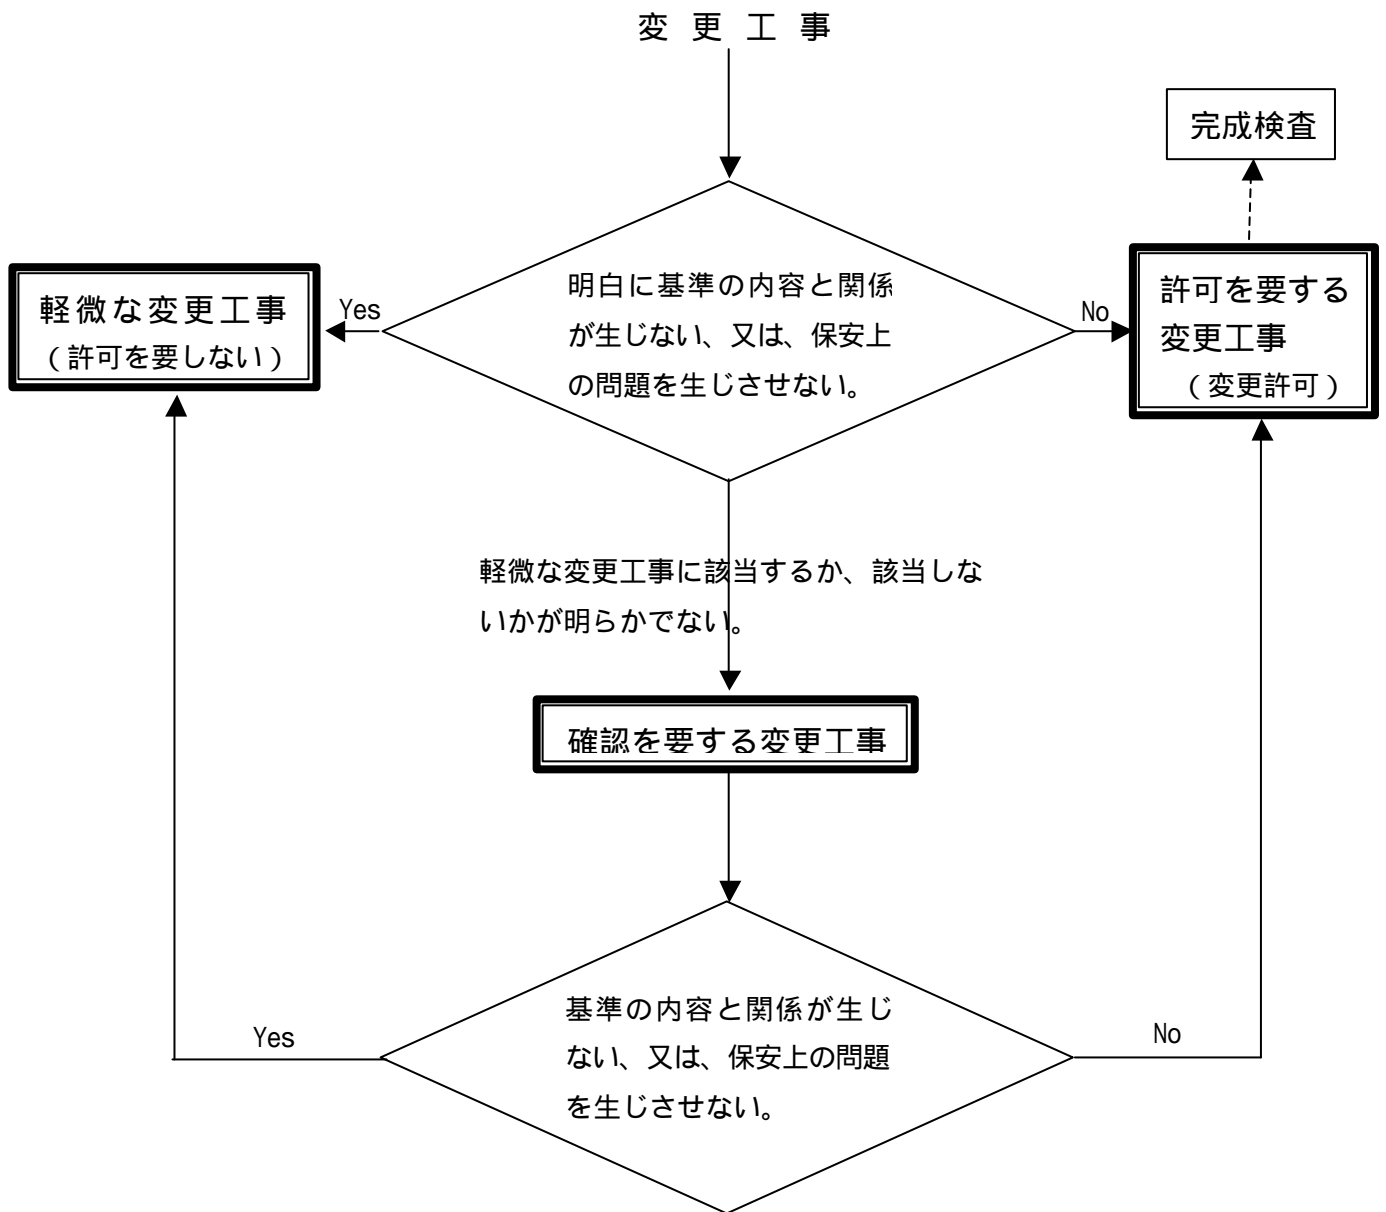 変更工事
完成検査
明白に基準の内容と関係
が生じない、又は、保安上
の問題を生じさせない。
Yes
軽微な変更工事
（許可を要しない）
No
許可を要する
変更工事
（変更許可）
軽微な変更工事に該当するか、該当しな
いかが明らかでない。
確認を要する変更工事
基準の内容と関係が生じ
ない、又は、保安上の問題
を生じさせない。
Yes
No